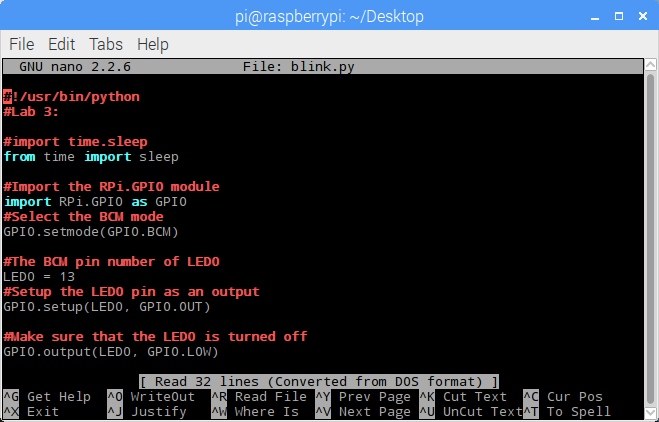 pi@raspberrypi: ~/Desktop
File Edit Tabs Help
GNU nano 2.2.6 File: blink.py
#!/usr/bin/python
#Lab 3:
#import time.sleep
from time import sleep
#Import the RPi.GPIO module
import RPi.GPIO as GPIO
#Select the BCM mode
GPIO.setmode(GPIO.BCM)
#The BCM pin number of LED0
LED0 = 13
#Setup the LED0 pin as an output
GPIO.setup(LED0, GPIO.OUT)
#Make sure that the LED0 is turned off
GPIO.output(LED0, GPIO.LOW)
[ Read 32 lines (Converted from DOS format) ]
^G Get Help ^O WriteOut ^R Read File ^Y Prev Page ^K Cut Text ^C Cur Pos
^X Exit ^J Justify ^W Where Is ^V Next Page ^U UnCut Text ^T To Spell